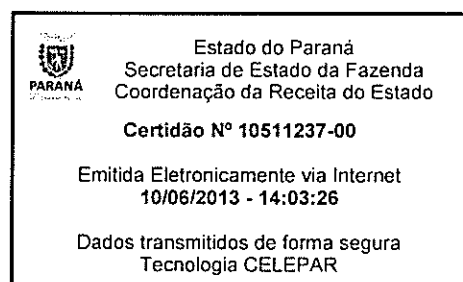 Estado do Paraná
Secretaria de Estado da Fazenda
PARANÁ
Coordenação da Receita do Estado
Certidão Nº 10511237-00
Emitida Eletronicamente via Internet
10/06/2013 - 14:03:26
Dados transmitidos de forma segura
Tecnologia CELEPAR